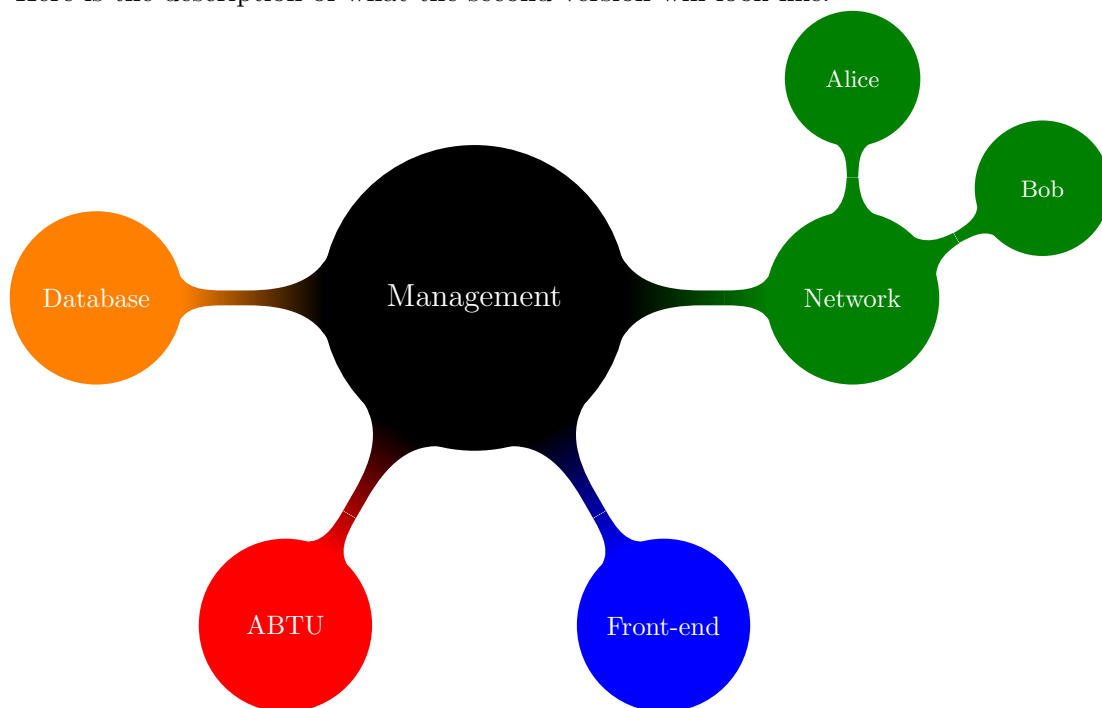 Here is the description of what the second version will look like.
Alice
Bob
Database
Management
Network
ABTU
Front-end